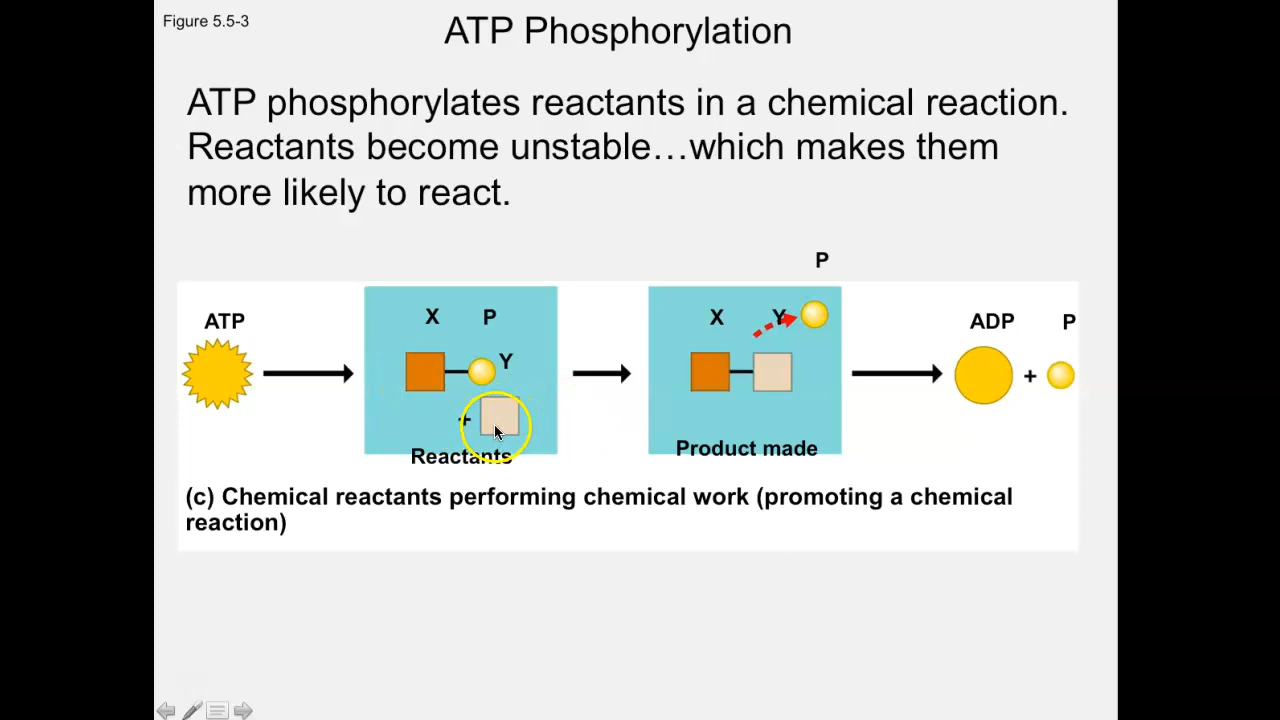 Figure 5.5-3
ATP Phosphorylation
ATP phosphorylates reactants in a chemical reaction.
Reactants become unstable…which makes them
more likely to react.
P
ATP
X P
Y
+
Reactants
X Y
Product made
ADP P
+
(c) Chemical reactants performing chemical work (promoting a chemical
reaction)